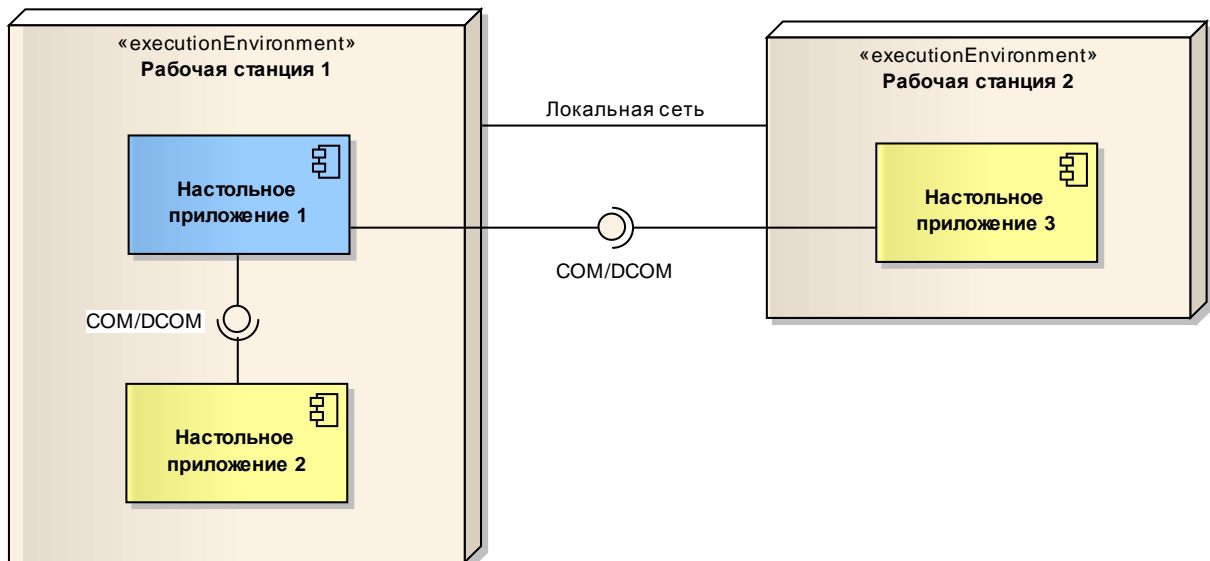 «executionEnvironment»
Рабочая станция 1
Настольное
приложение 1
COM/DCOM
Настольное
приложение 2
Локальная сеть
COM/DCOM
«executionEnvironment»
Рабочая станция 2
Настольное
приложение 3